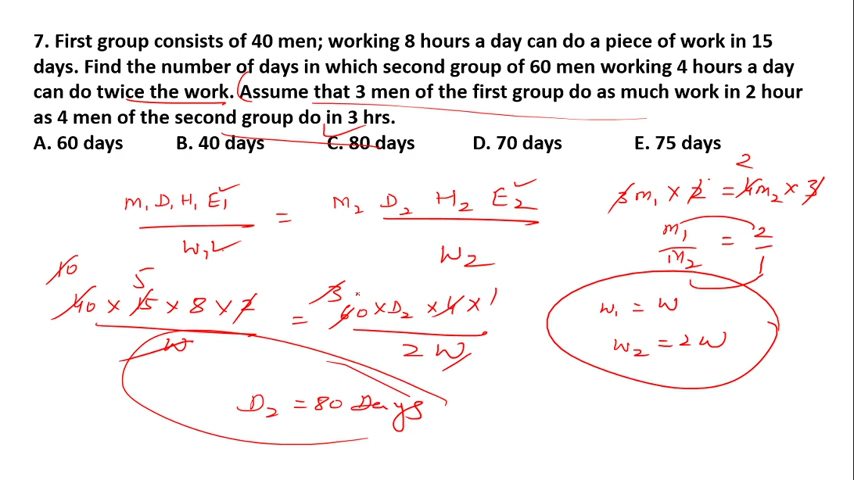 7. First group consists of 40 men; working 8 hours a day can do a piece of work in 15
days. Find the number of days in which second group of 60 men working 4 hours a day
can do twice the work. Assume that 3 men of the first group do as much work in 2 hour
as 4 men of the second group do in 3 hrs.
A. 60 days B. 40 days C. 80 days D. 70 days E. 75 days
2
3m₁ × 2 = 4m₂ × 3
M₁ D₁ H₁ E₁ = M₂ D₂ H₂ E₂
W₁ W₂
m₁ = 2
m₂ 1
10 5 3
40 × 15 × 8 × 2 = 60 × D₂ × 4 × 1
W 2W
W₁ = W
W₂ = 2W
D₂ = 80 Days